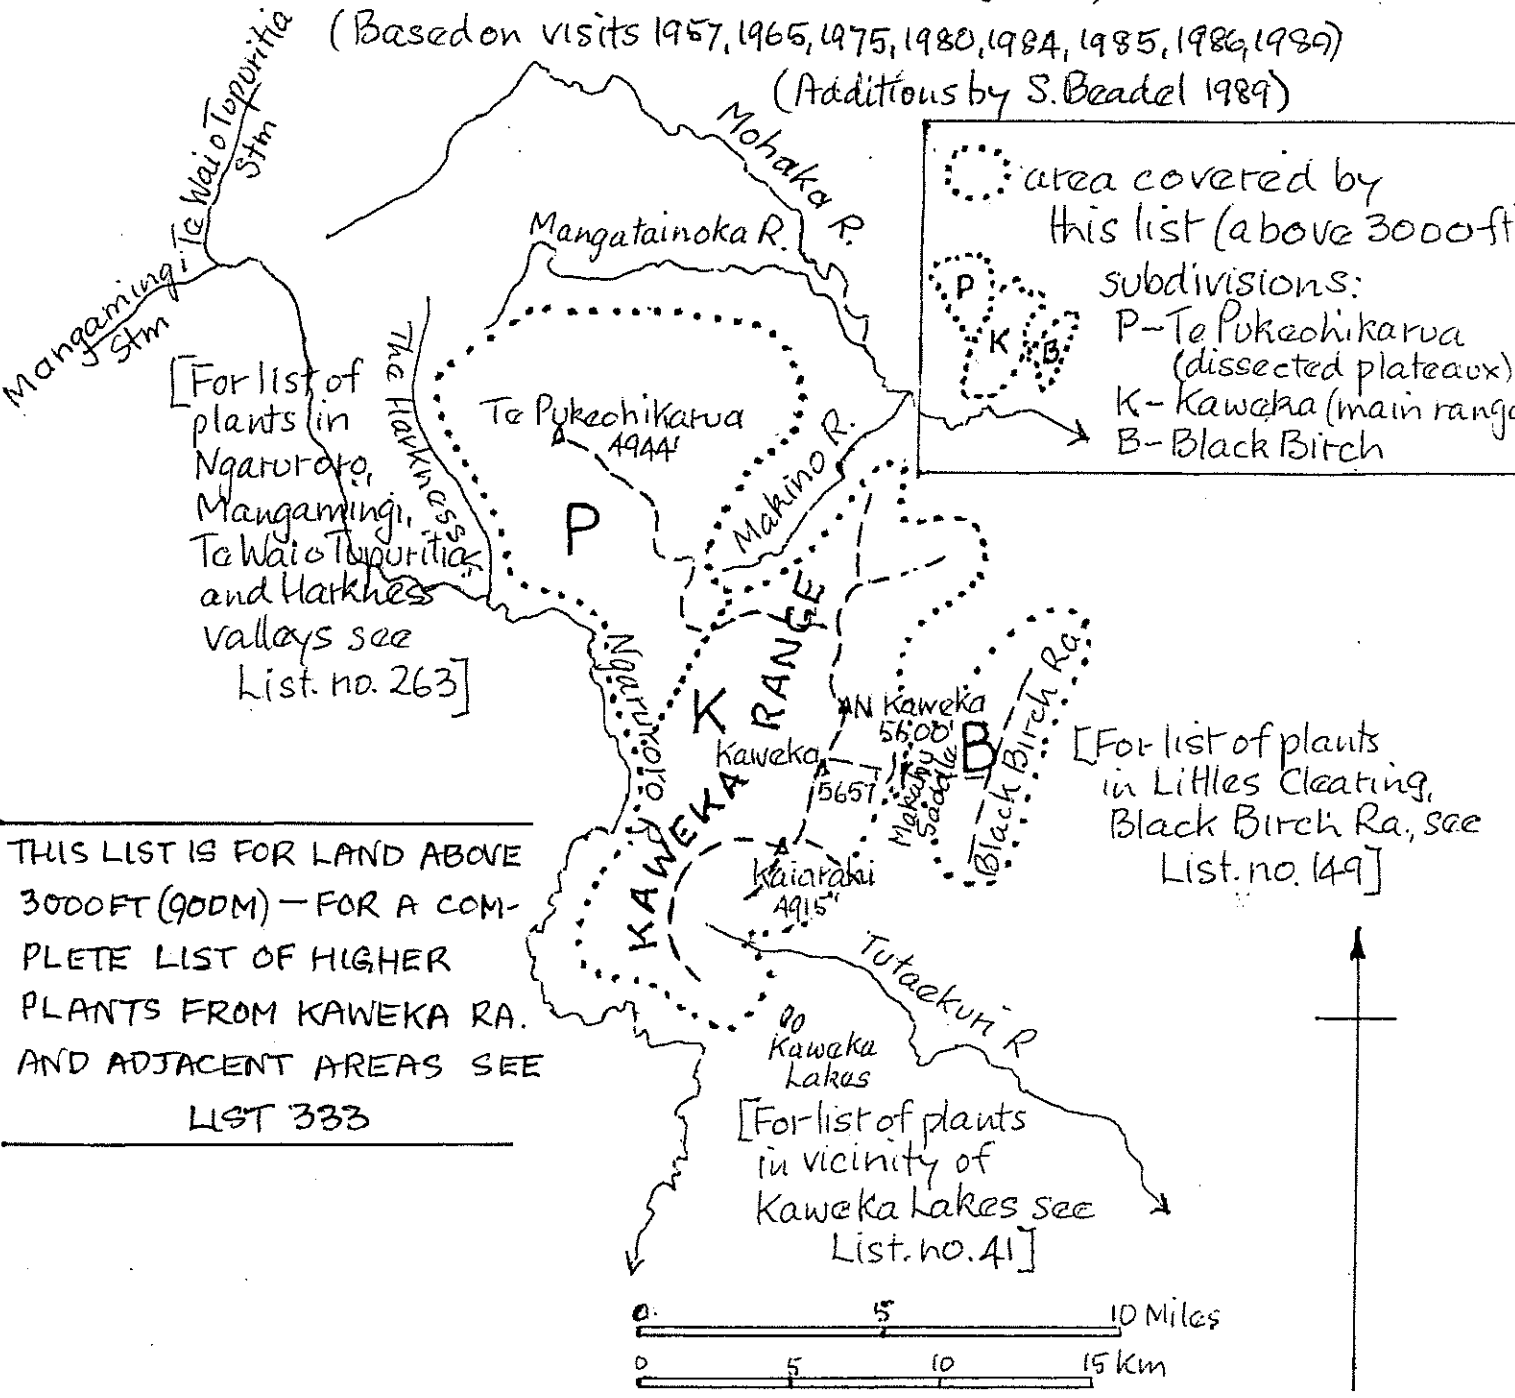 (Based on visits 1957, 1965, 1975, 1980, 1984, 1985, 1986, 1989)
(Additions by S. Beadel 1989)
Te Wai o Tupuritia
Stm
Mangamingi
Stm
Mohaka R.
Mangatainoka R.
area covered by
this list (above 3000ft
subdivisions:
P
K
B
P-Te Pukeohikarua
(dissected plateaux)
K-Kaweka (main range
B-Black Birch
[For list of
plants in
Ngaruroro,
Mangamingi,
Te Wai o Tupuritia
and Harkness
valleys see
List. no. 263]
The Harkness
Te Pukeohikarua
4944'
P
Makino R.
Ngaruroro R
K
KAWEKA RANGE
N Kaweka
5600'
Kaweka
5657
Makahu
Saddle
B
Black Birch Ra
[For list of plants
in Littles Clearing,
Black Birch Ra., see
List. no. 149]
Kaiaraki
4915'
THIS LIST IS FOR LAND ABOVE
3000FT (900M) — FOR A COM-
PLETE LIST OF HIGHER
PLANTS FROM KAWEKA RA.
AND ADJACENT AREAS SEE
LIST 333
Tutaekuri R
Kaweka
Lakes
[For list of plants
in vicinity of
Kaweka Lakes see
List. no. 41]
0 5 10 Miles
0 5 10 15 Km